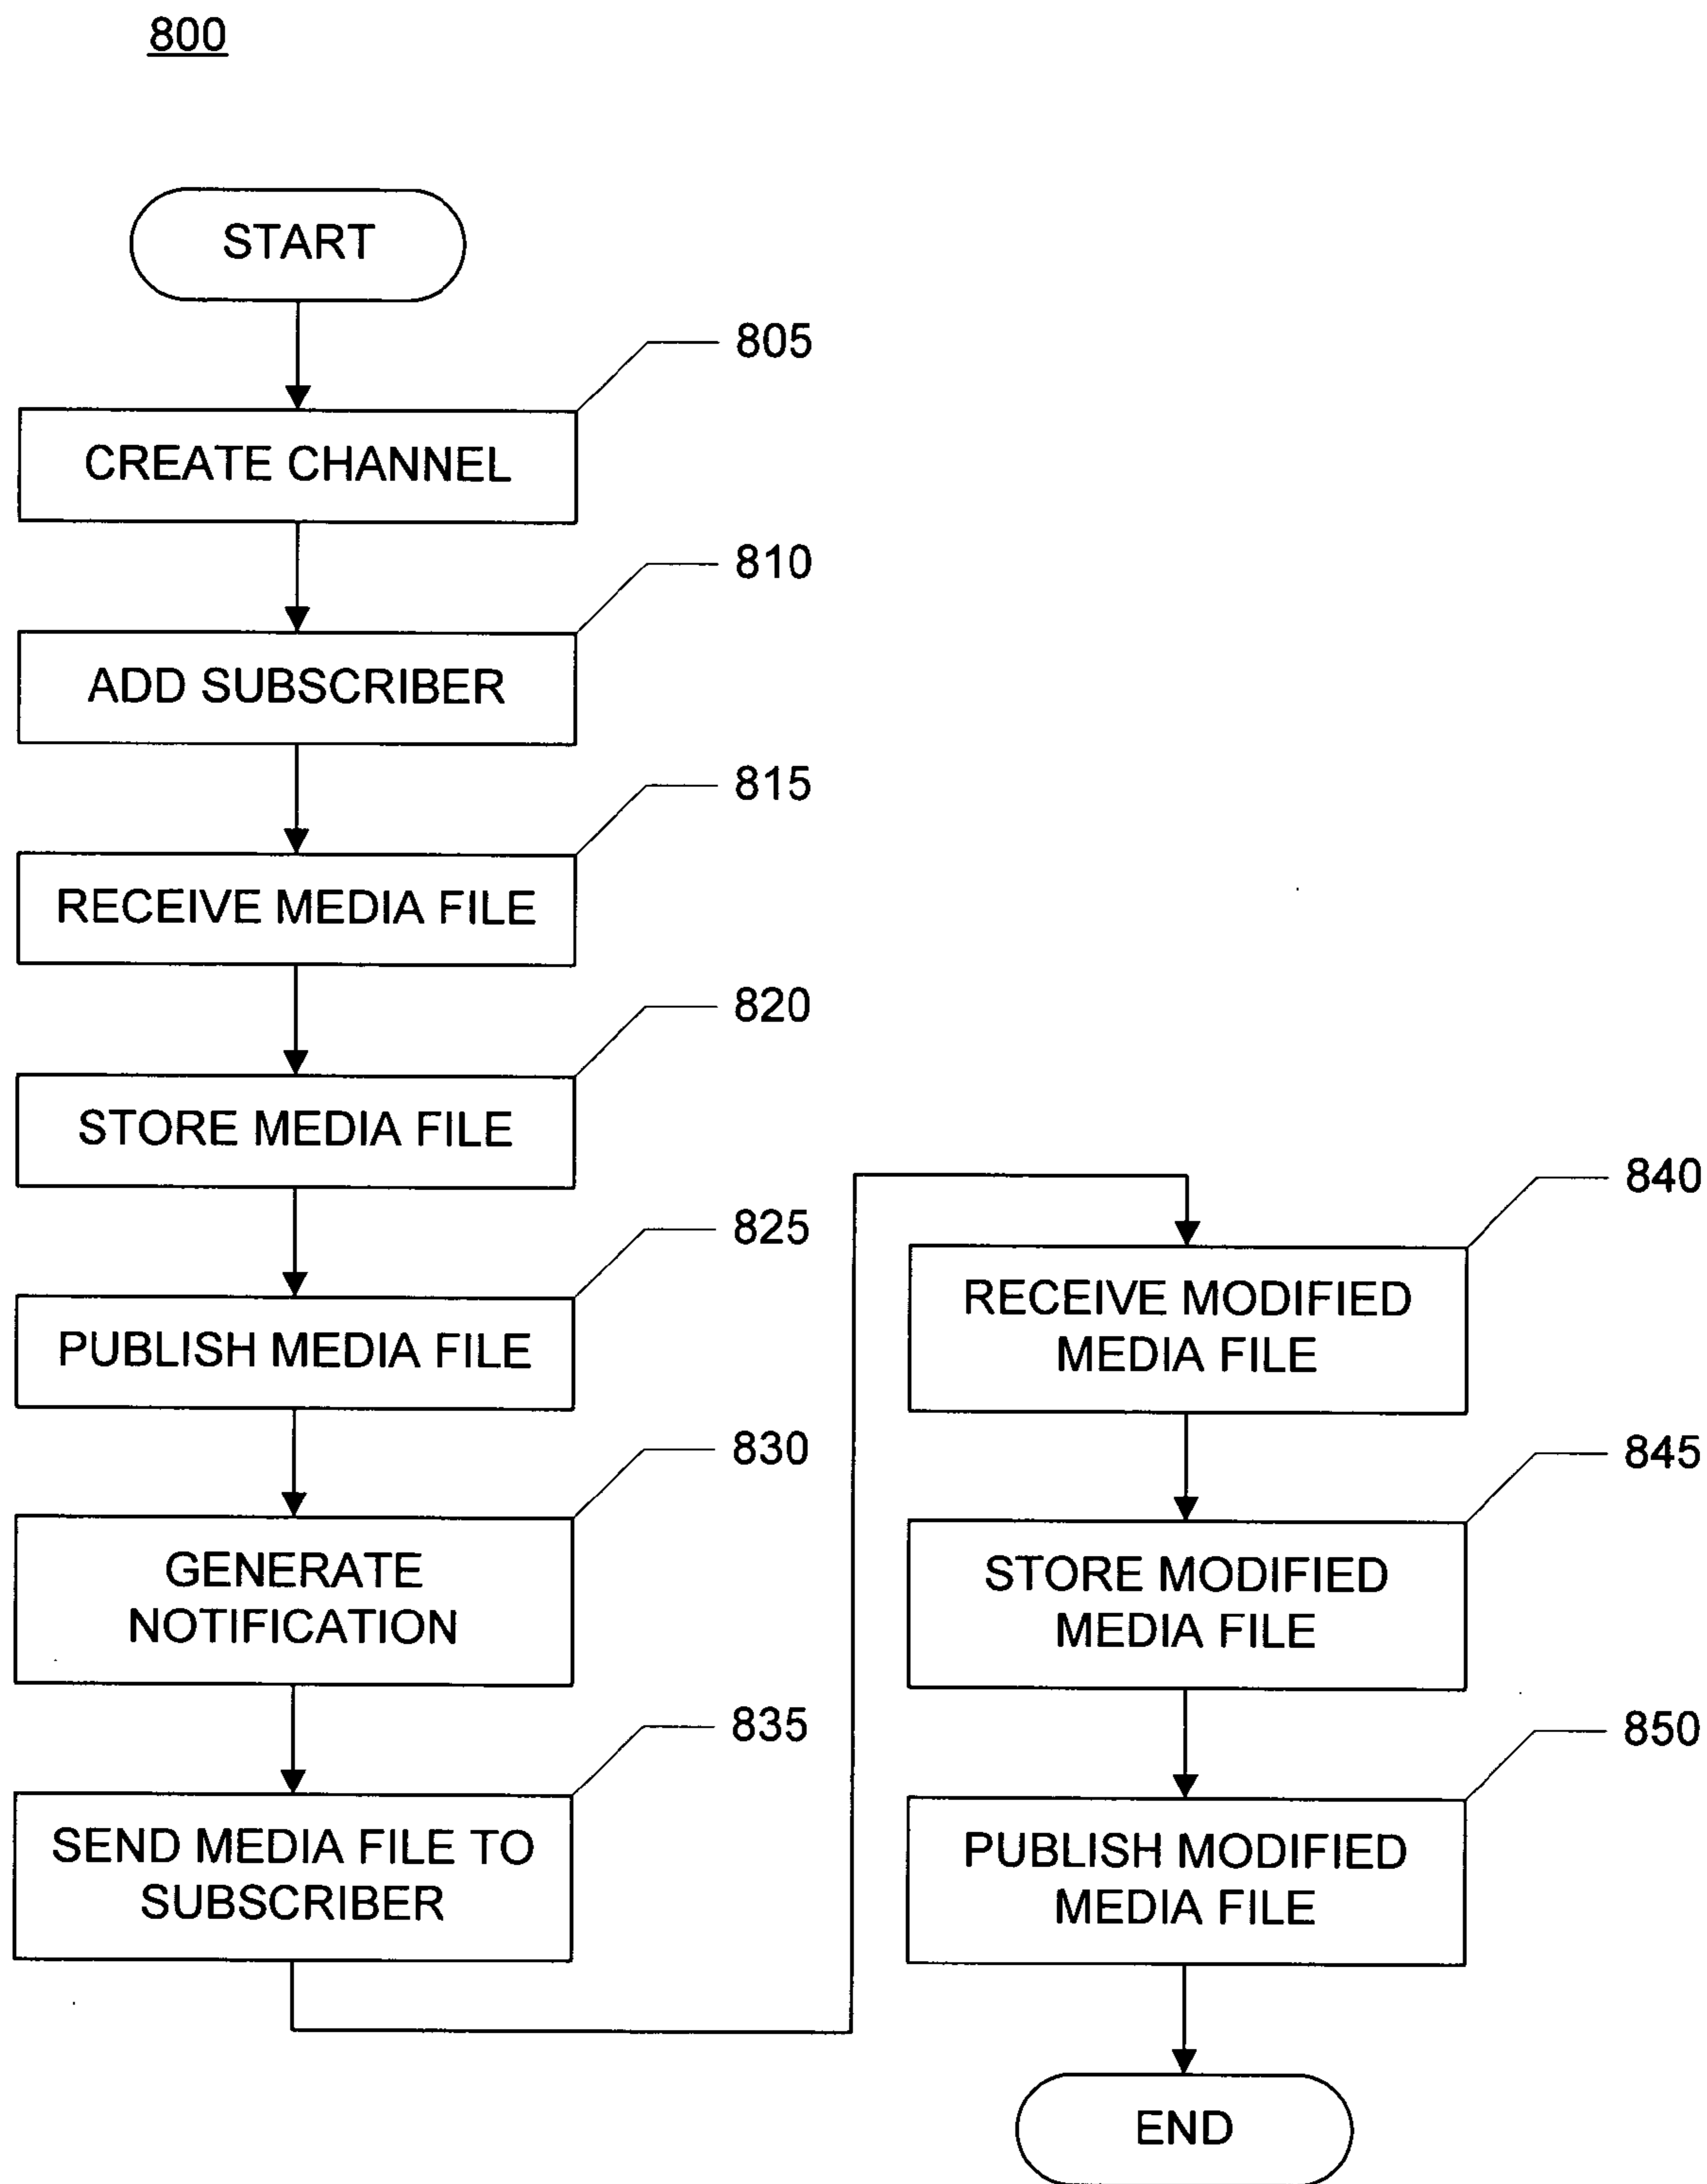 800
START
805
CREATE CHANNEL
810
ADD SUBSCRIBER
815
RECEIVE MEDIA FILE
820
STORE MEDIA FILE
825
PUBLISH MEDIA FILE
830
GENERATE
NOTIFICATION
835
SEND MEDIA FILE TO
SUBSCRIBER
840
RECEIVE MODIFIED
MEDIA FILE
845
STORE MODIFIED
MEDIA FILE
850
PUBLISH MODIFIED
MEDIA FILE
END